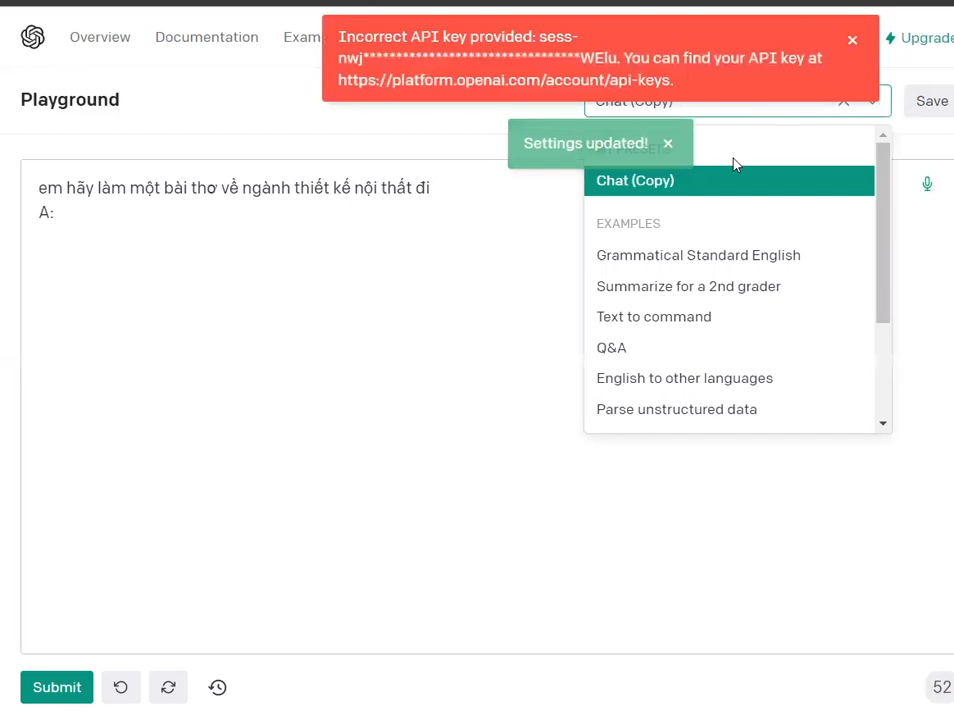 Overview Documentation Exam
Incorrect API key provided: sess-
nwj********************************WElu. You can find your API key at
https://platform.openai.com/account/api-keys.
Upgrade
Playground
Chat (Copy)
Save
Settings updated!
PRESETS
Chat (Copy)
em hãy làm một bài thơ về ngành thiết kế nội thất đi
A:
EXAMPLES
Grammatical Standard English
Summarize for a 2nd grader
Text to command
Q&A
English to other languages
Parse unstructured data
Submit
52